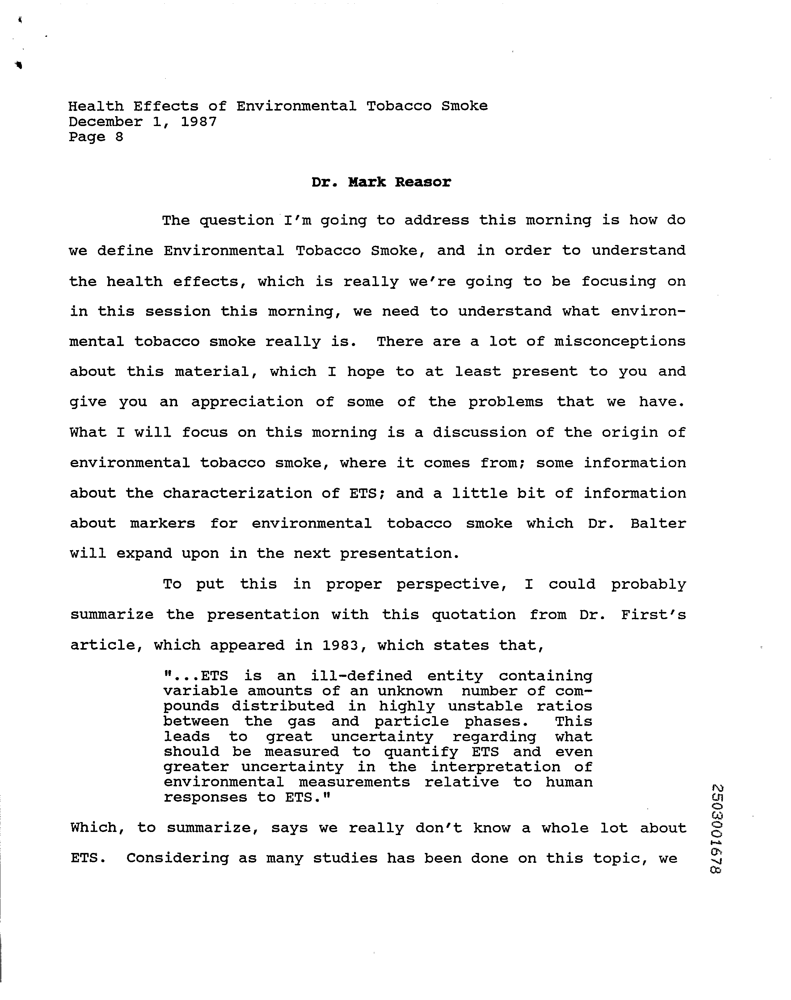 Health Effects of Environmental Tobacco Smoke
December 1, 1987
Page 8
Dr. Mark Reasor
The question I'm going to address this morning is how do
we define Environmental Tobacco Smoke, and in order to understand
the health effects, which is really we're going to be focusing on
in this session this morning, we need to understand what environ-
mental tobacco smoke really is. There are a lot of misconceptions
about this material, which I hope to at least present to you and
give you an appreciation of some of the problems that we have.
What I will focus on this morning is a discussion of the origin of
environmental tobacco smoke, where it comes from; some information
about the characterization of ETS; and a little bit of information
about markers for environmental tobacco smoke which Dr. Balter
will expand upon in the next presentation.
To put this in proper perspective, I could probably
summarize the presentation with this quotation from Dr. First's
article, which appeared in 1983, which states that,
"...ETS is an ill-defined entity containing
variable amounts of an unknown number of com-
pounds distributed in highly unstable ratios
between the gas and particle phases. This
leads to great uncertainty regarding what
should be measured to quantify ETS and even
greater uncertainty in the interpretation of
environmental measurements relative to human
responses to ETS."
Which, to summarize, says we really don't know a whole lot about
ETS. Considering as many studies has been done on this topic, we
2503001678